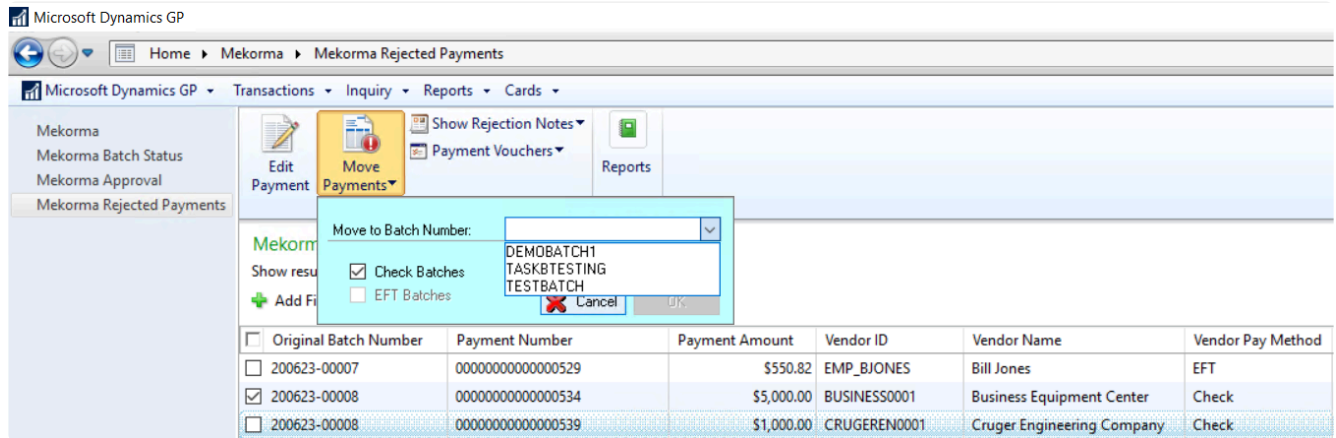 Microsoft Dynamics GP
Home Mekorma Mekorma Rejected Payments
Microsoft Dynamics GP Transactions Inquiry Reports Cards
Mekorma
Mekorma Batch Status
Mekorma Approval
Mekorma Rejected Payments
Edit Payment
Move Payments
Show Rejection Notes
Payment Vouchers
Reports
Move to Batch Number:
DEMOBATCH1
TASKBTESTING
TESTBATCH
Check Batches
EFT Batches
Cancel OK
Mekorm
Show resu
Add Fi
Original Batch Number Payment Number Payment Amount Vendor ID Vendor Name Vendor Pay Method
200623-00007 00000000000000529 $550.82 EMP_BJONES Bill Jones EFT
200623-00008 00000000000000534 $5,000.00 BUSINESS0001 Business Equipment Center Check
200623-00008 00000000000000539 $1,000.00 CRUGEREN0001 Cruger Engineering Company Check